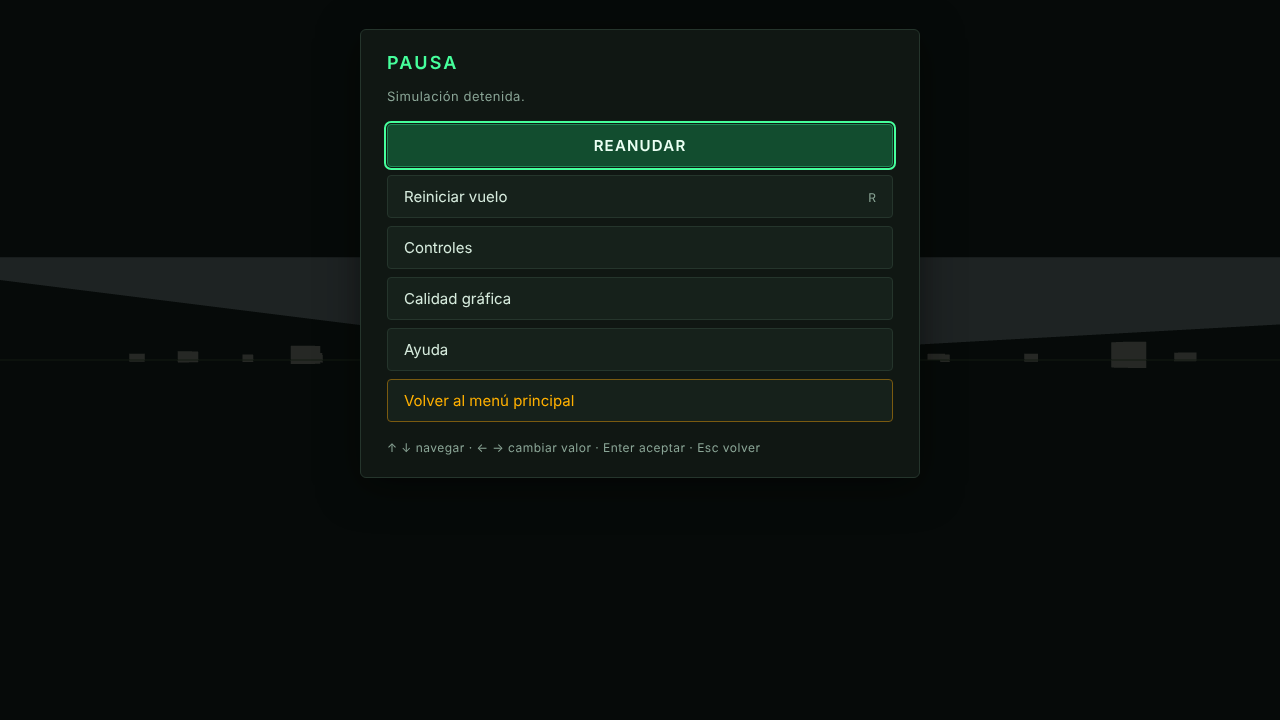 PAUSA
Simulación detenida.
REANUDAR
Reiniciar vuelo R
Controles
Calidad gráfica
Ayuda
Volver al menú principal
↑ ↓ navegar · ← → cambiar valor · Enter aceptar · Esc volver